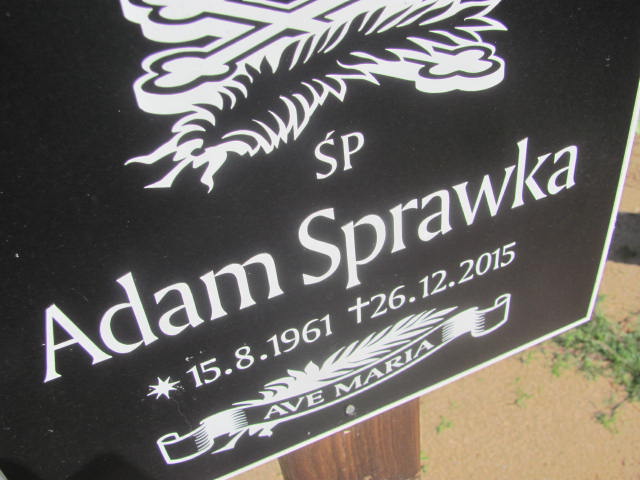 ŚP
Adam Sprawka
* 15.8.1961 †26.12.2015
AVE MARIA